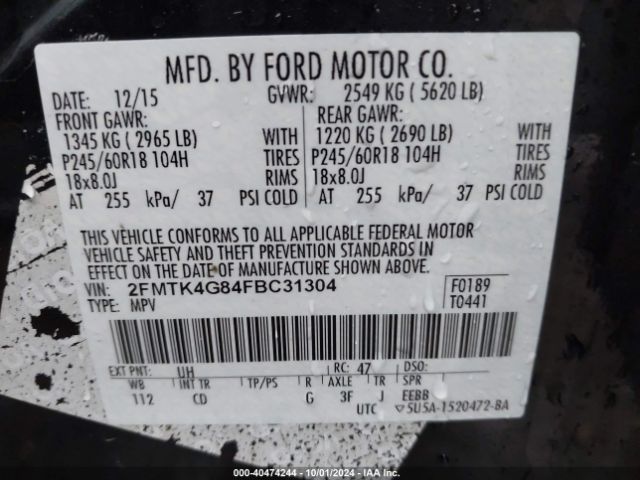 MFD. BY FORD MOTOR CO.
DATE: 12/15 GVWR: 2549 KG ( 5620 LB)
FRONT GAWR: REAR GAWR:
1345 KG ( 2965 LB) WITH 1220 KG ( 2690 LB) WITH
P245/60R18 104H TIRES P245/60R18 104H TIRES
18x8.0J RIMS 18x8.0J RIMS
AT 255 kPa/ 37 PSI COLD AT 255 kPa/ 37 PSI COLD
THIS VEHICLE CONFORMS TO ALL APPLICABLE FEDERAL MOTOR
VEHICLE SAFETY AND THEFT PREVENTION STANDARDS IN
EFFECT ON THE DATE OF MANUFACTURE SHOWN ABOVE.
VIN: 2FMTK4G84FBC31304 F0189
TYPE: MPV T0441
EXT PNT: UH RC: 47 DSO:
WB INT TR TP/PS R AXLE TR SPR
112 CD G 3F J EEBB
UTC 5U5A-1520472-BA
000-40474244 - 10/01/2024 - IAA Inc.